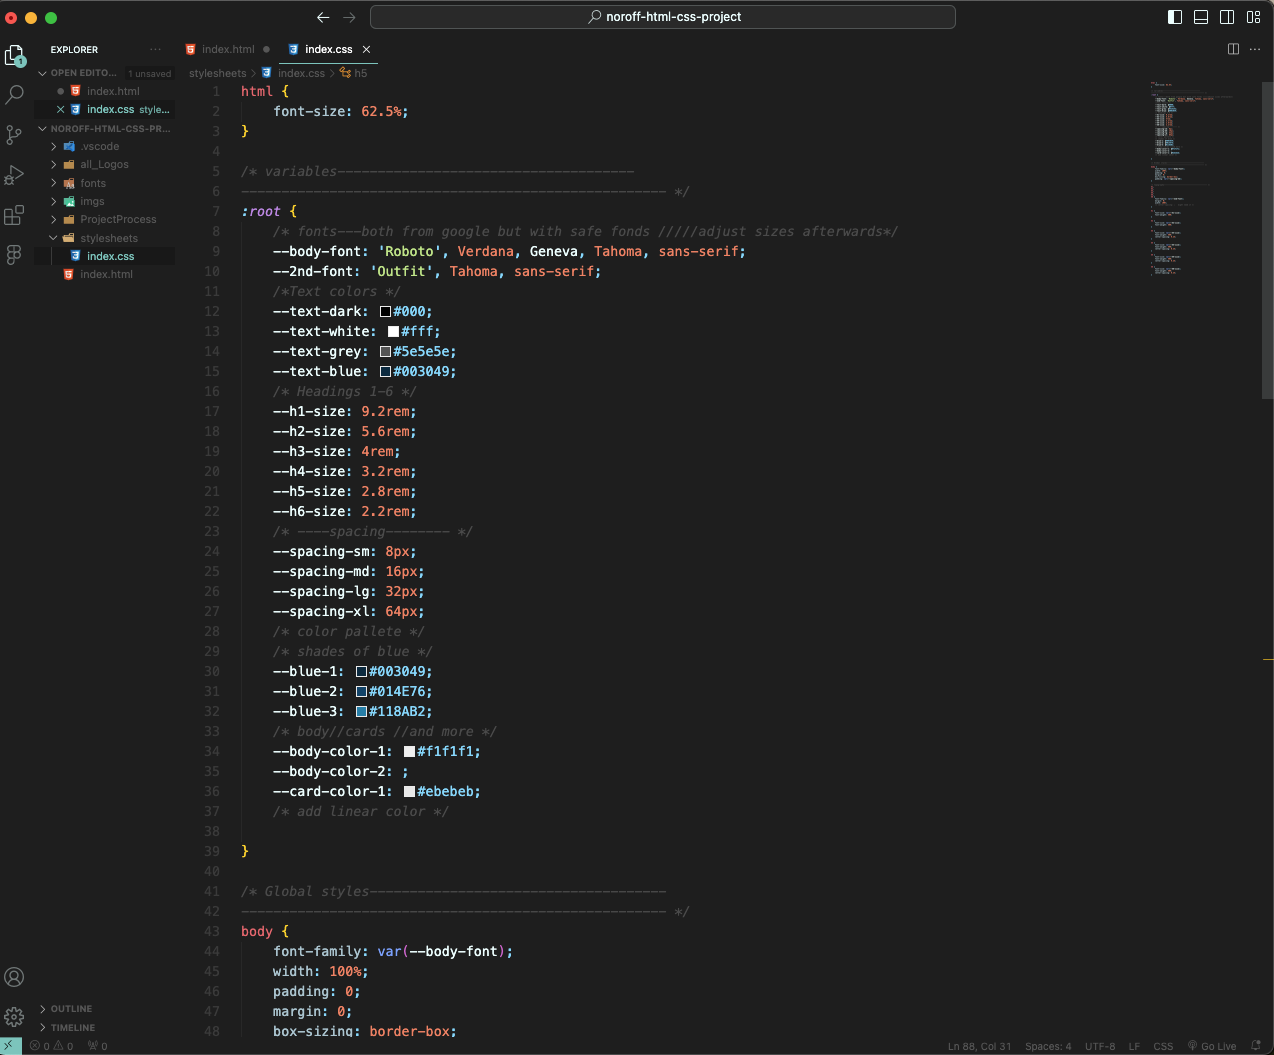 noroff-html-css-project
EXPLORER
index.html
index.css
OPEN EDITO...
1 unsaved
stylesheets > index.css > h5
index.html
index.css style...
NOROFF-HTML-CSS-PR...
.vscode
all_Logos
fonts
imgs
ProjectProcess
stylesheets
index.css
index.html
1
1 html {
2 font-size: 62.5%;
3 }
4
5 /* variables-------------------------------------
6 ----------------------------------------------------- */
7 :root {
8 /* fonts---both from google but with safe fonds /////adjust sizes afterwards*/
9 --body-font: 'Roboto', Verdana, Geneva, Tahoma, sans-serif;
10 --2nd-font: 'Outfit', Tahoma, sans-serif;
11 /*Text colors */
12 --text-dark: #000;
13 --text-white: #fff;
14 --text-grey: #5e5e5e;
15 --text-blue: #003049;
16 /* Headings 1-6 */
17 --h1-size: 9.2rem;
18 --h2-size: 5.6rem;
19 --h3-size: 4rem;
20 --h4-size: 3.2rem;
21 --h5-size: 2.8rem;
22 --h6-size: 2.2rem;
23 /* ----spacing-------- */
24 --spacing-sm: 8px;
25 --spacing-md: 16px;
26 --spacing-lg: 32px;
27 --spacing-xl: 64px;
28 /* color pallete */
29 /* shades of blue */
30 --blue-1: #003049;
31 --blue-2: #014E76;
32 --blue-3: #118AB2;
33 /* body//cards //and more */
34 --body-color-1: #f1f1f1;
35 --body-color-2: ;
36 --card-color-1: #ebebeb;
37 /* add linear color */
38
39 }
40
41 /* Global styles-------------------------------------
42 ----------------------------------------------------- */
43 body {
44 font-family: var(--body-font);
45 width: 100%;
46 padding: 0;
47 margin: 0;
48 box-sizing: border-box;
OUTLINE
TIMELINE
0 0 0
Ln 88, Col 31 Spaces: 4 UTF-8 LF CSS Go Live